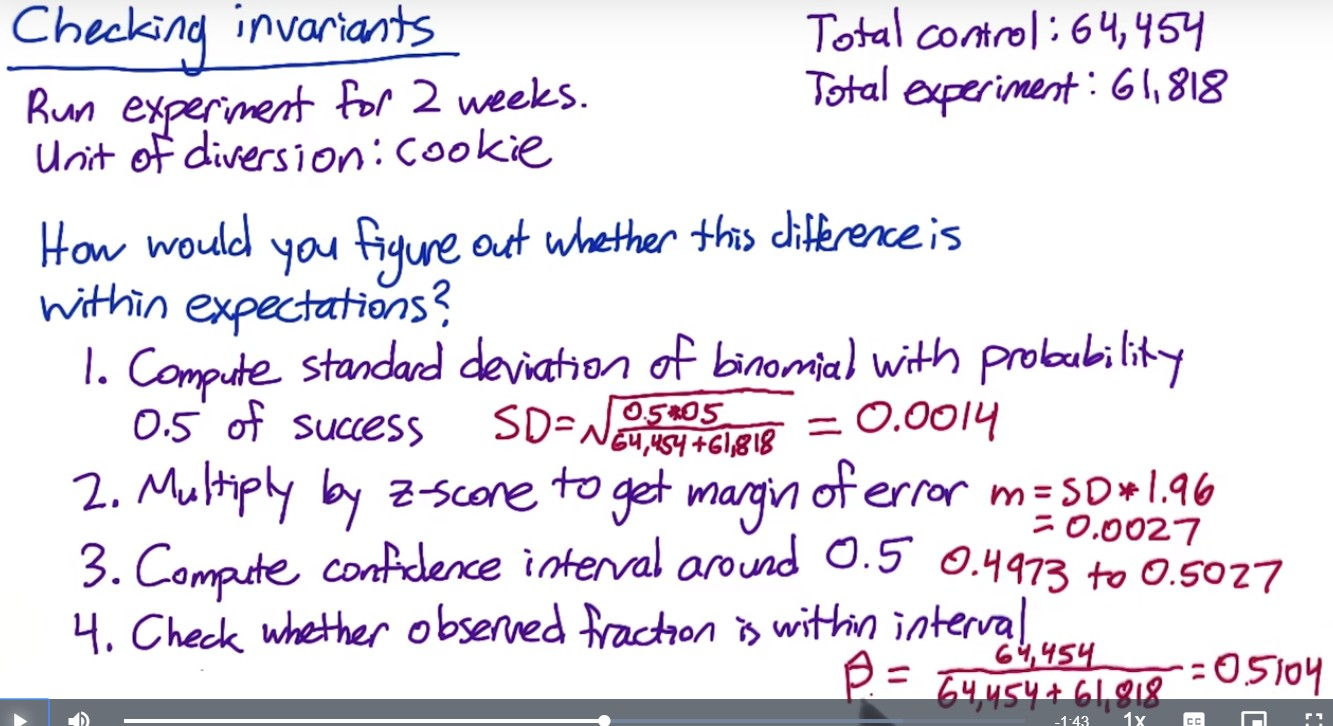 Checking invariants
Total control: 64,454
Total experiment: 61,818
Run experiment for 2 weeks.
Unit of diversion: cookie
How would you figure out whether this difference is
within expectations?
1. Compute standard deviation of binomial with probability
0.5 of success SD=√(0.5*05/64,454+61,818) = 0.0014
2. Multiply by z-score to get margin of error m=SD*1.96
=0.0027
3. Compute confidence interval around 0.5 0.4973 to 0.5027
4. Check whether observed fraction is within interval
p̂ = 64,454/64,454+61,818 = 0.5104
-1:43 1x CC